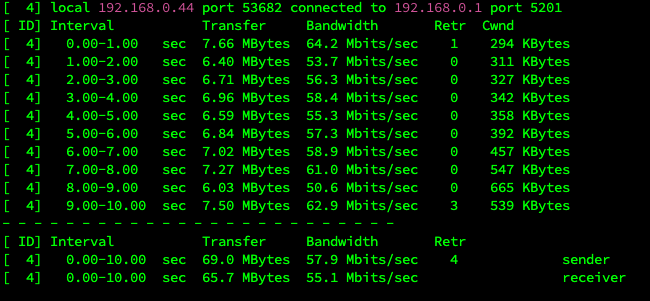 [  4] local 192.168.0.44 port 53682 connected to 192.168.0.1 port 5201
[ ID] Interval           Transfer     Bandwidth       Retr  Cwnd
[  4]   0.00-1.00   sec  7.66 MBytes  64.2 Mbits/sec    1    294 KBytes
[  4]   1.00-2.00   sec  6.40 MBytes  53.7 Mbits/sec    0    311 KBytes
[  4]   2.00-3.00   sec  6.71 MBytes  56.3 Mbits/sec    0    327 KBytes
[  4]   3.00-4.00   sec  6.96 MBytes  58.4 Mbits/sec    0    342 KBytes
[  4]   4.00-5.00   sec  6.59 MBytes  55.3 Mbits/sec    0    358 KBytes
[  4]   5.00-6.00   sec  6.84 MBytes  57.3 Mbits/sec    0    392 KBytes
[  4]   6.00-7.00   sec  7.02 MBytes  58.9 Mbits/sec    0    457 KBytes
[  4]   7.00-8.00   sec  7.27 MBytes  61.0 Mbits/sec    0    547 KBytes
[  4]   8.00-9.00   sec  6.03 MBytes  50.6 Mbits/sec    0    665 KBytes
[  4]   9.00-10.00  sec  7.50 MBytes  62.9 Mbits/sec    3    539 KBytes
- - - - - - - - - - - - - - - - - - - - - - - - -
[ ID] Interval           Transfer     Bandwidth       Retr
[  4]   0.00-10.00  sec  69.0 MBytes  57.9 Mbits/sec    4             sender
[  4]   0.00-10.00  sec  65.7 MBytes  55.1 Mbits/sec                  receiver